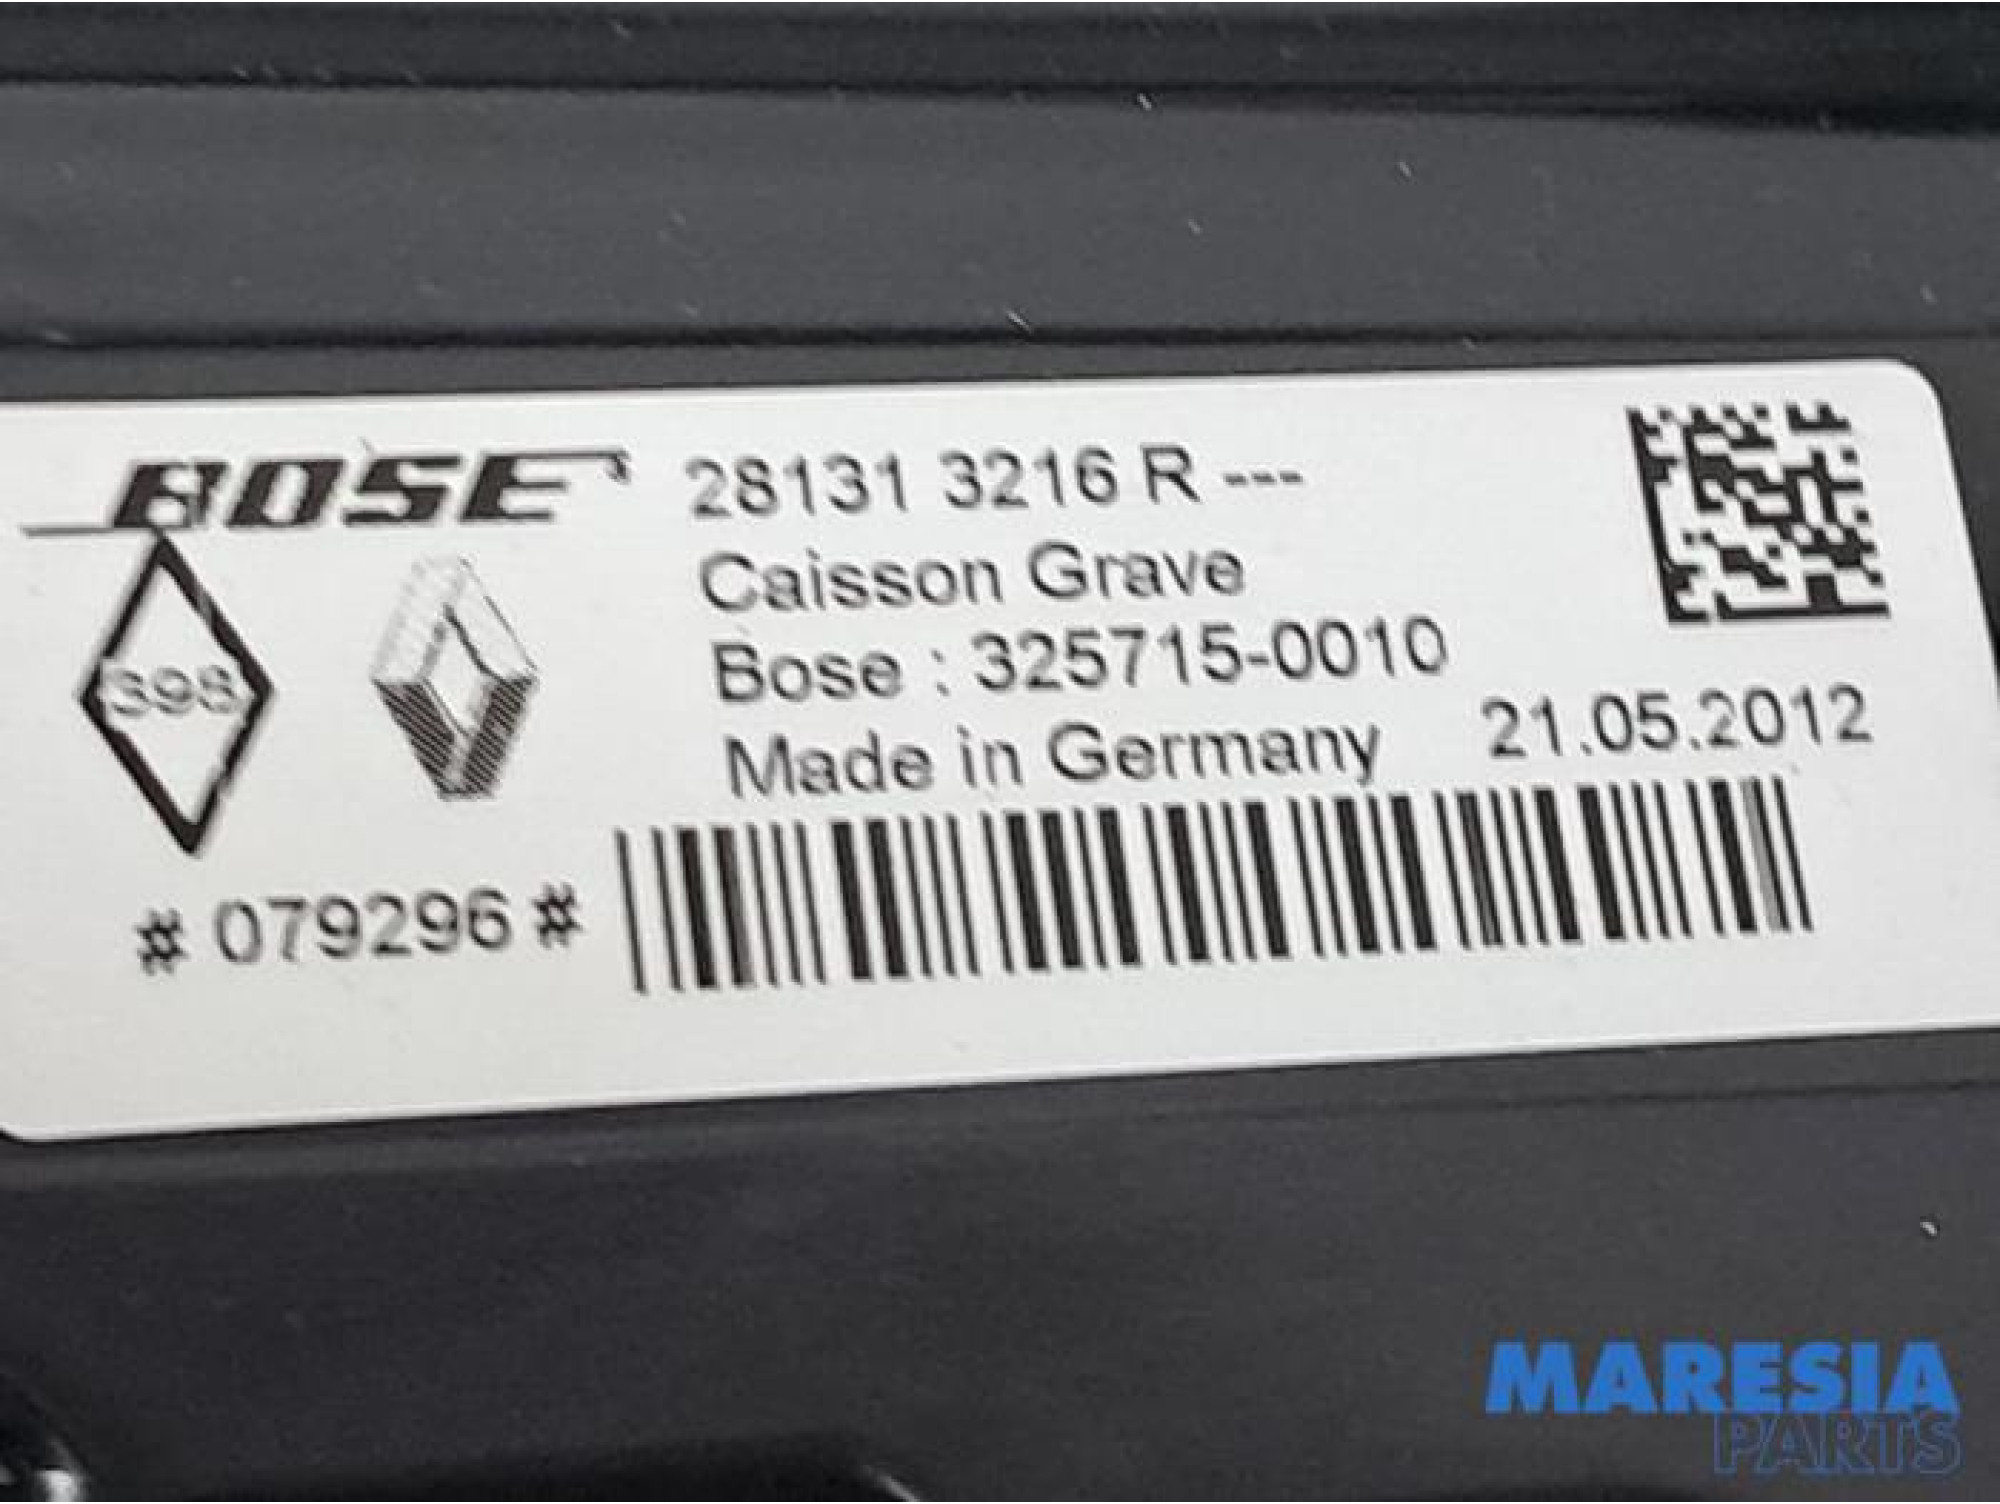 BOSE
28131 3216 R ---
Caisson Grave
Bose : 325715-0010
Made in Germany 21.05.2012
398
# 079296 #
MARESIA
PARTS